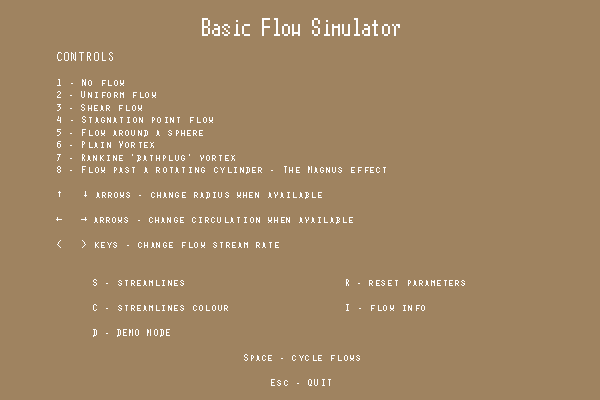 Basic Flow Simulator
CONTROLS
1 - No flow
2 - Uniform flow
3 - Shear flow
4 - Stagnation point flow
5 - Flow around a sphere
6 - Plain Vortex
7 - Rankine 'bathplug' vortex
8 - Flow past a rotating cylinder - The Magnus effect
↑ ↓ arrows - change radius when available
← → arrows - change circulation when available
< > keys - change flow stream rate
S - streamlines R - reset parameters
C - streamlines colour I - flow info
D - demo mode
Space - cycle flows
Esc - QUIT